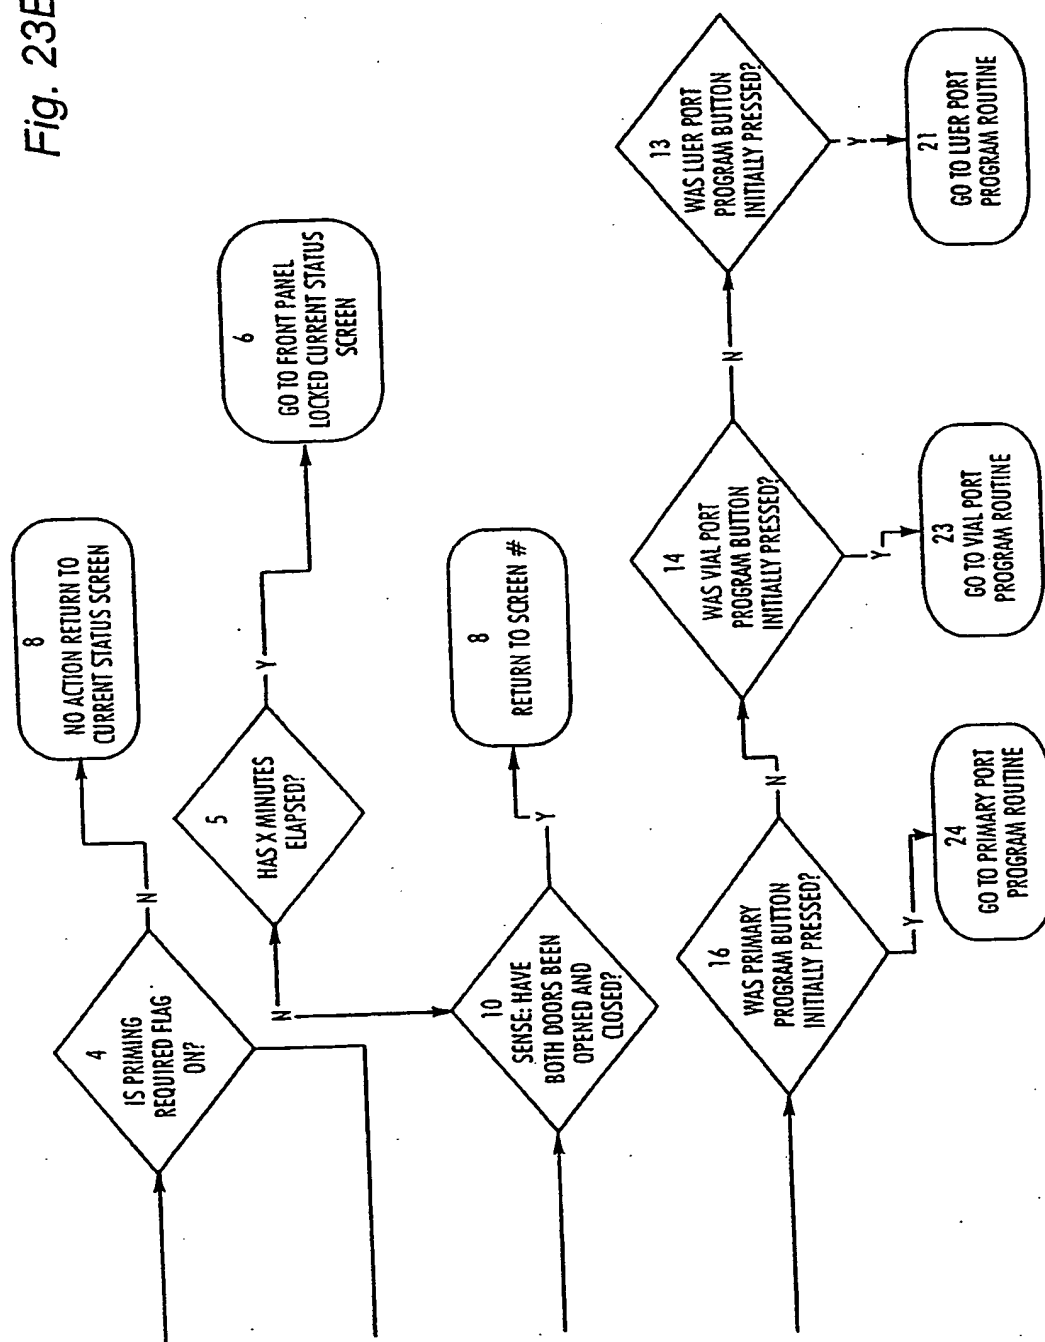 Fig. 23B
4
IS PRIMING
REQUIRED FLAG
ON?
N
8
NO ACTION RETURN TO
CURRENT STATUS SCREEN
5
HAS X MINUTES
ELAPSED?
Y
N
6
GO TO FRONT PANEL
LOCKED CURRENT STATUS
SCREEN
10
SENSE: HAVE
BOTH DOORS BEEN
OPENED AND
CLOSED?
Y
8
RETURN TO SCREEN #
16
WAS PRIMARY
PROGRAM BUTTON
INITIALLY PRESSED?
N
Y
24
GO TO PRIMARY PORT
PROGRAM ROUTINE
14
WAS VIAL PORT
PROGRAM BUTTON
INITIALLY PRESSED?
N
Y
23
GO TO VIAL PORT
PROGRAM ROUTINE
13
WAS LUER PORT
PROGRAM BUTTON
INITIALLY PRESSED?
Y
21
GO TO LUER PORT
PROGRAM ROUTINE